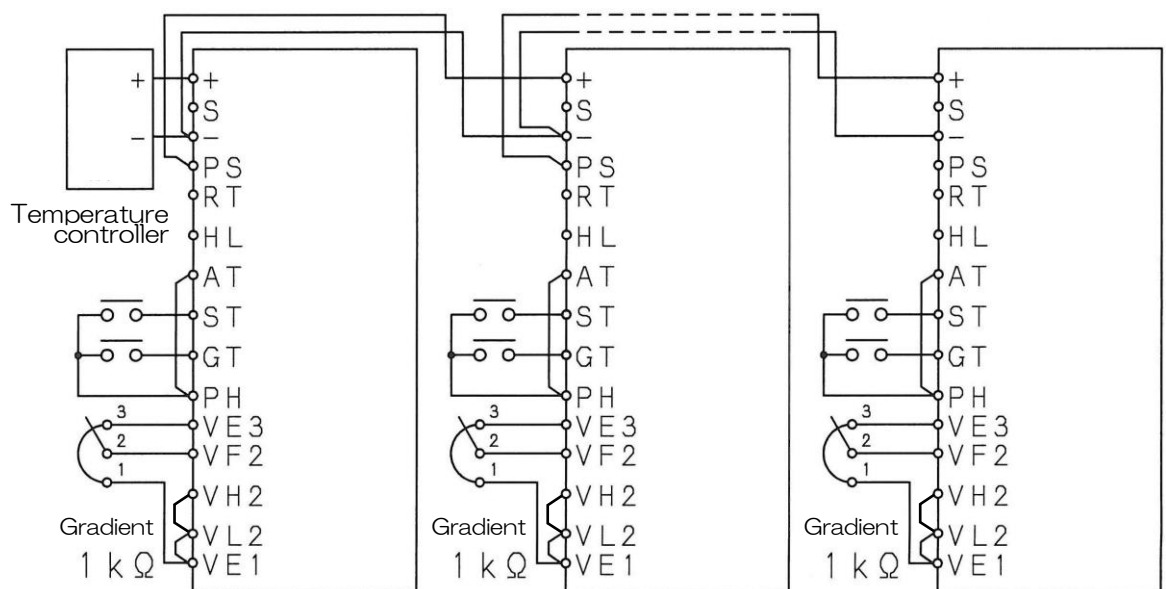 + + + +
S S S
− − − −
PS PS PS
RT RT RT
Temperature
controller
HL HL HL
AT AT AT
ST ST ST
GT GT GT
PH PH PH
3 VE3 3 VE3 3 VE3
2 VF2 2 VF2 2 VF2
1 1 1
VH2 VH2 VH2
Gradient VL2 Gradient VL2 Gradient VL2
1 kΩ VE1 1 kΩ VE1 1 kΩ VE1